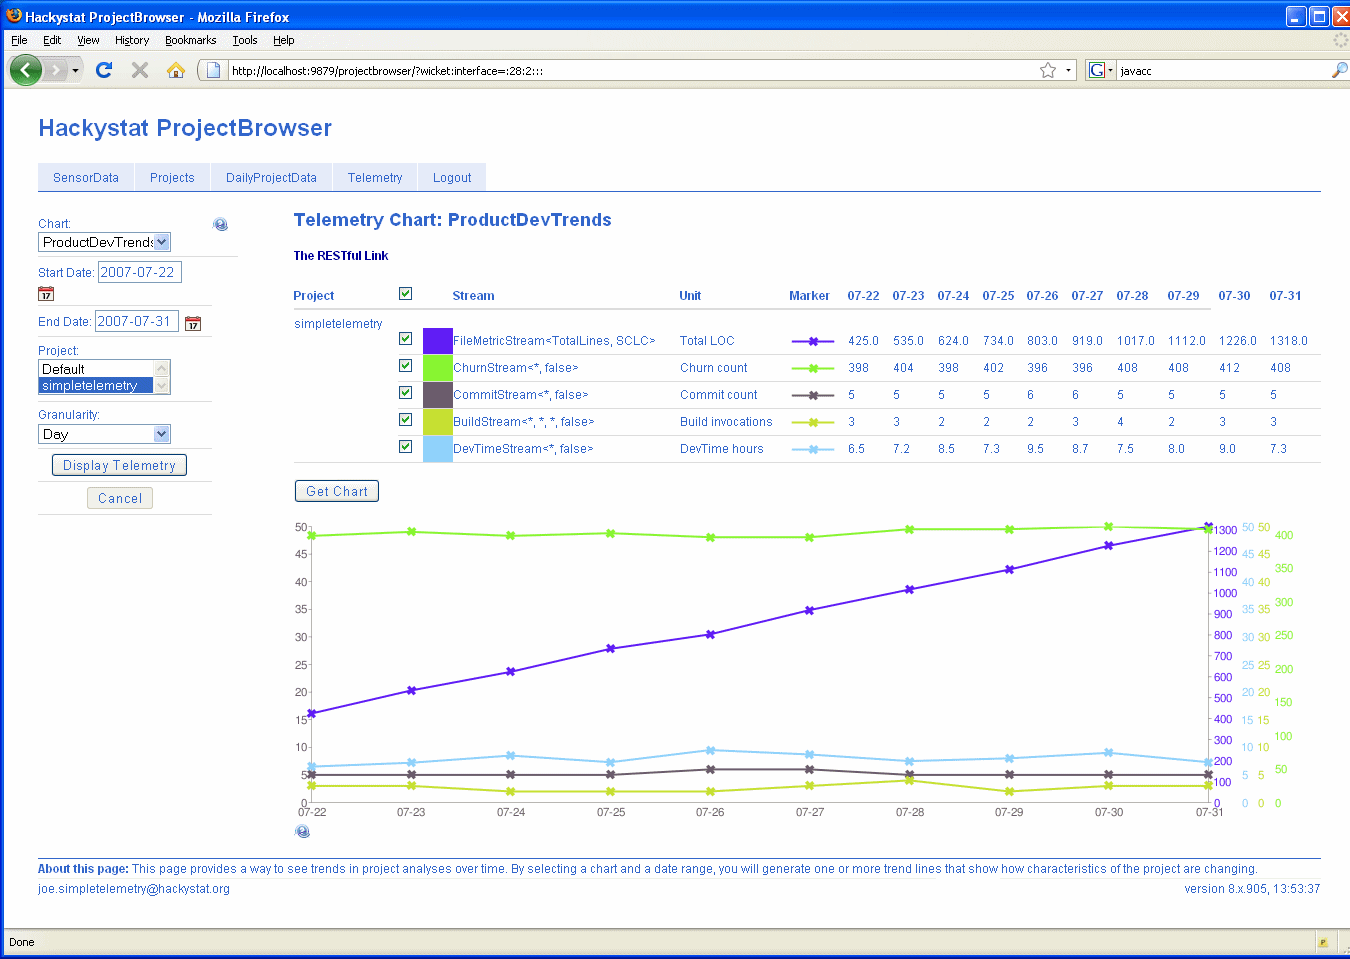 Hackystat ProjectBrowser - Mozilla Firefox
File Edit View History Bookmarks Tools Help
http://localhost:9879/projectbrowser/?wicket:interface=:28:2:::
G
javacc
Hackystat ProjectBrowser
SensorData Projects DailyProjectData Telemetry Logout
Chart:
ProductDevTrends
Start Date: 2007-07-22
17
End Date: 2007-07-31 17
Project:
Default
simpletelemetry
Granularity:
Day
Display Telemetry
Cancel
Telemetry Chart: ProductDevTrends
The RESTful Link
Project Stream Unit Marker 07-22 07-23 07-24 07-25 07-26 07-27 07-28 07-29 07-30 07-31
simpletelemetry
FileMetricStream<TotalLines, SCLC> Total LOC 425.0 535.0 624.0 734.0 803.0 919.0 1017.0 1112.0 1226.0 1318.0
ChurnStream<*, false> Churn count 398 404 398 402 396 396 408 408 412 408
CommitStream<*, false> Commit count 5 5 5 5 6 6 5 5 5 5
BuildStream<*, *, *, false> Build invocations 3 3 2 2 2 3 4 2 3 3
DevTimeStream<*, false> DevTime hours 6.5 7.2 8.5 7.3 9.5 8.7 7.5 8.0 9.0 7.3
Get Chart
50
45
40
35
30
25
20
15
10
5
0
07-22 07-23 07-24 07-25 07-26 07-27 07-28 07-29 07-30 07-31
1300
1200
1100
1000
900
800
700
600
500
400
300
200
100
0
50
45
40
35
30
25
20
15
10
5
0
50
45
40
35
30
25
20
15
10
5
0
400
350
300
250
200
150
100
50
0
About this page: This page provides a way to see trends in project analyses over time. By selecting a chart and a date range, you will generate one or more trend lines that show how characteristics of the project are changing.
joe.simpletelemetry@hackystat.org
version 8.x.905, 13:53:37
Done
P